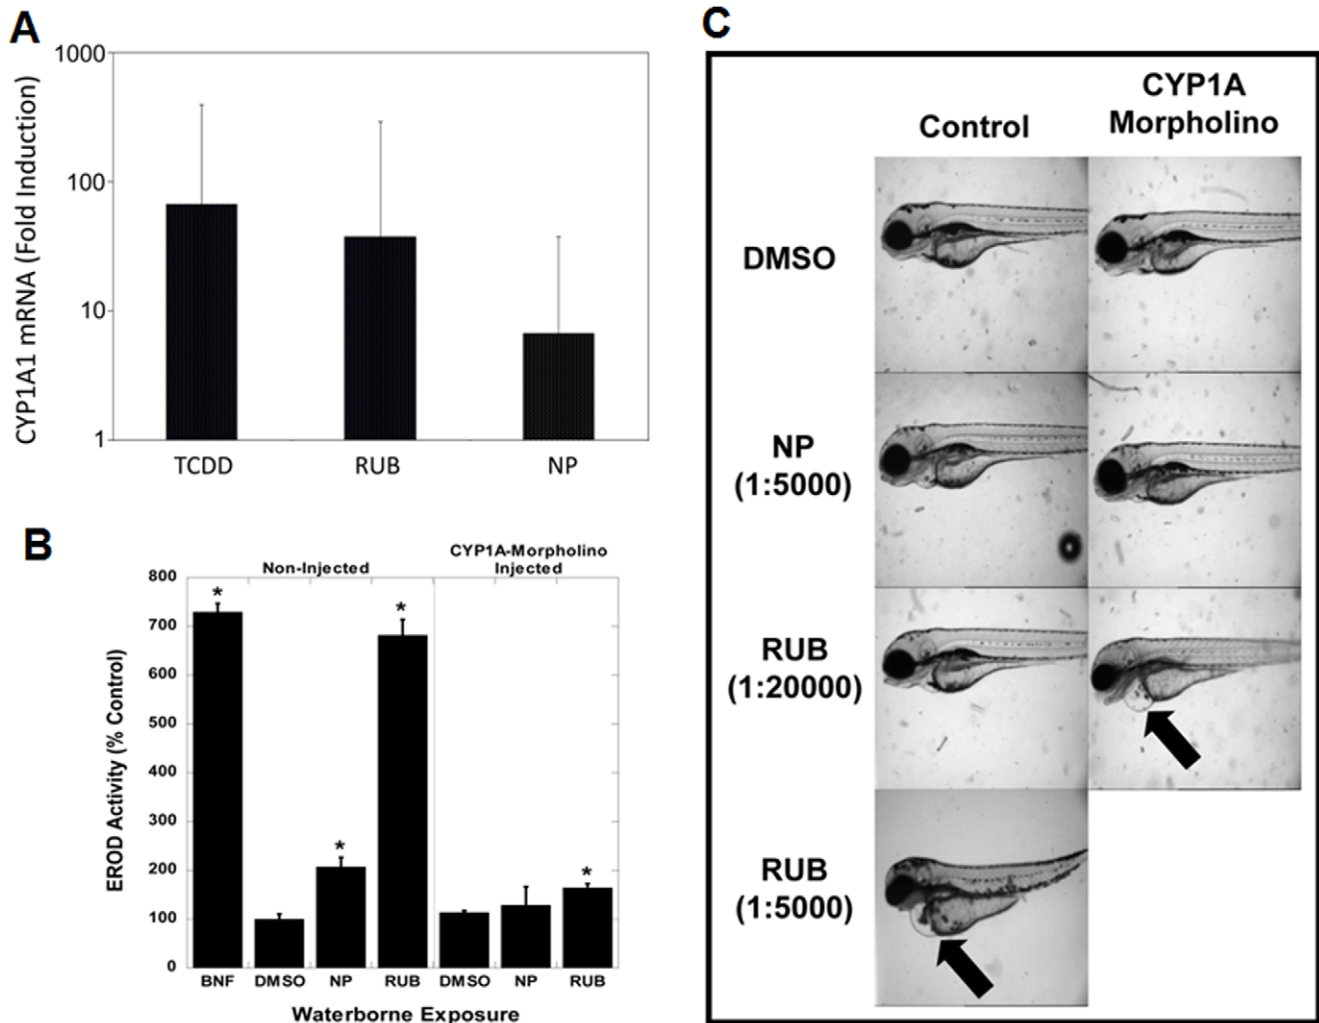 A
CYP1A1 mRNA (Fold Induction)
1000
100
10
1
TCDD RUB NP
B
Non-Injected
CYP1A-Morpholino
Injected
EROD Activity (% Control)
800
700
600
500
400
300
200
100
0
*
*
*
*
BNF DMSO NP RUB DMSO NP RUB
Waterborne Exposure
C
Control
CYP1A
Morpholino
DMSO
NP
(1:5000)
RUB
(1:20000)
RUB
(1:5000)